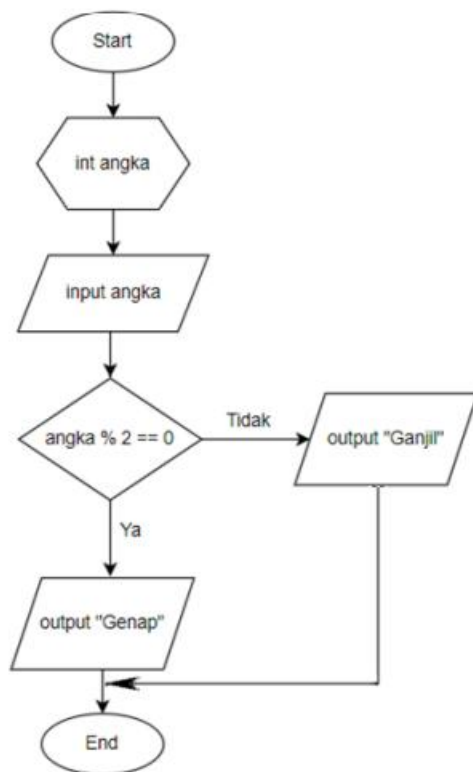 Start
int angka
input angka
angka % 2 == 0
Tidak
output "Ganjil"
Ya
output "Genap"
End